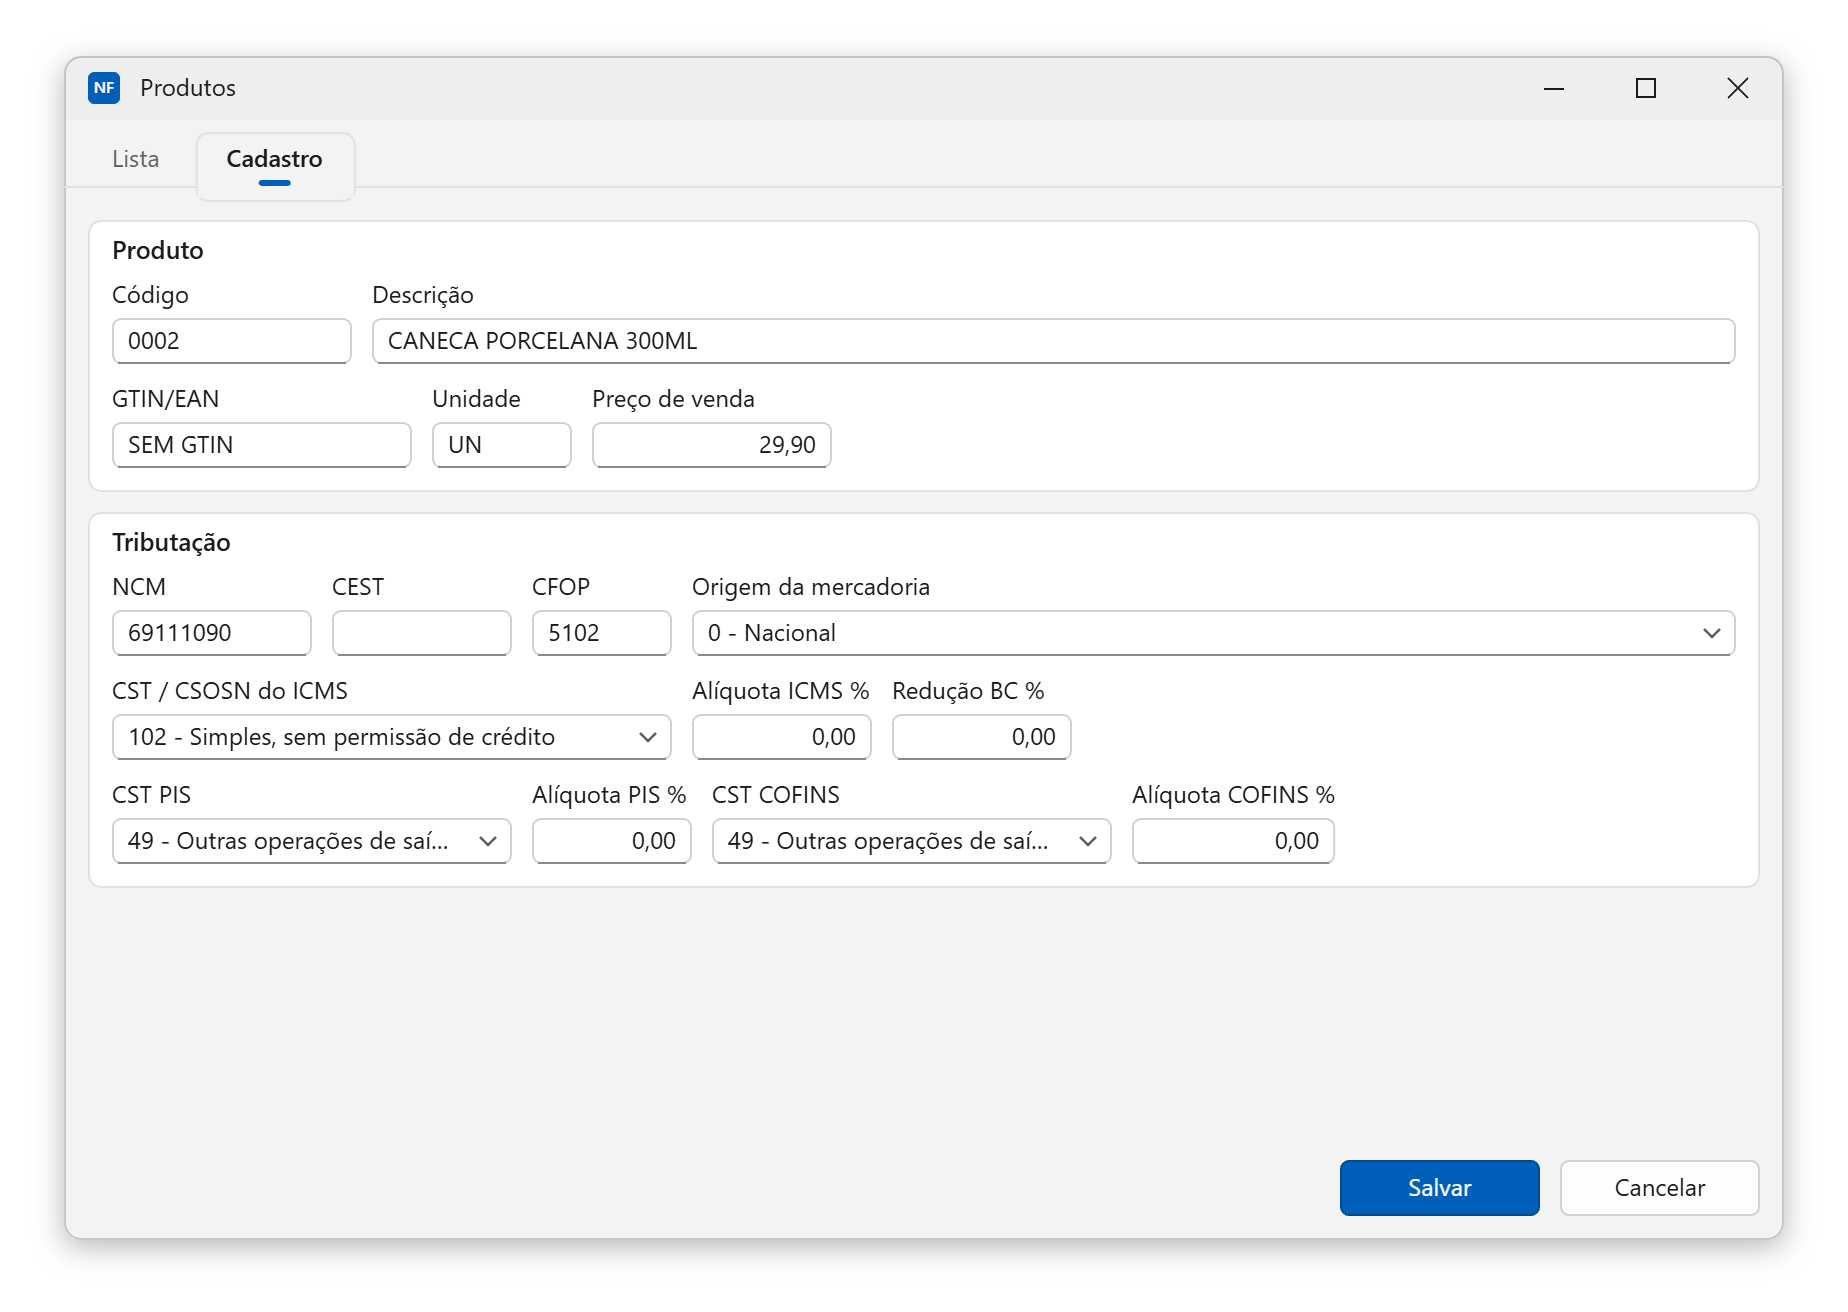 NF Produtos
Lista Cadastro
Produto
Código Descrição
0002 CANECA PORCELANA 300ML
GTIN/EAN Unidade Preço de venda
SEM GTIN UN 29,90
Tributação
NCM CEST CFOP Origem da mercadoria
69111090 5102 0 - Nacional
CST / CSOSN do ICMS Alíquota ICMS % Redução BC %
102 - Simples, sem permissão de crédito 0,00 0,00
CST PIS Alíquota PIS % CST COFINS Alíquota COFINS %
49 - Outras operações de saí... 0,00 49 - Outras operações de saí... 0,00
Salvar Cancelar